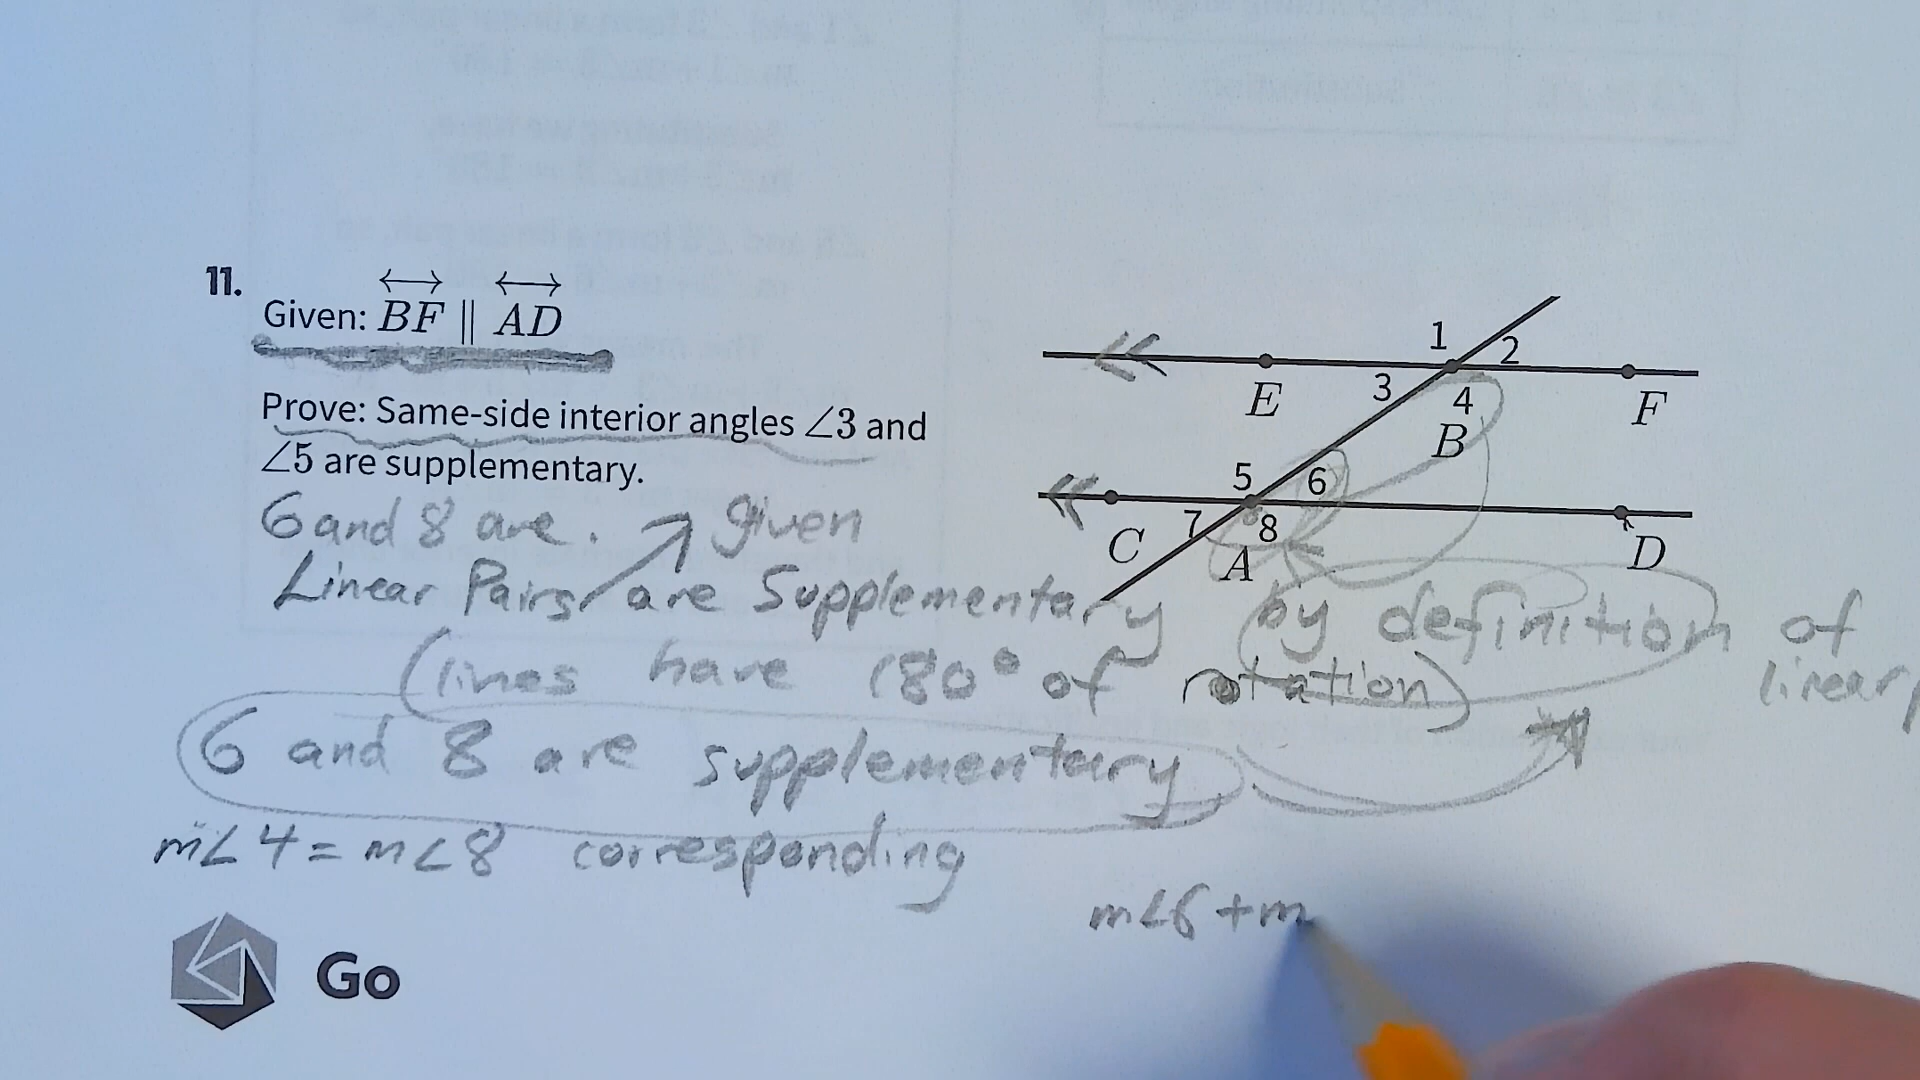 11.
Given: BF ∥ AD
Prove: Same-side interior angles ∠3 and
∠5 are supplementary.
1
2
3
4
E
B
F
5
6
7
8
C
A
D
6 and 8 are. given
Linear Pairs are Supplementary by definition of
(lines have 180° of rotation) linear
6 and 8 are supplementary
m∠4 = m∠8 corresponding
m∠6 + m
Go